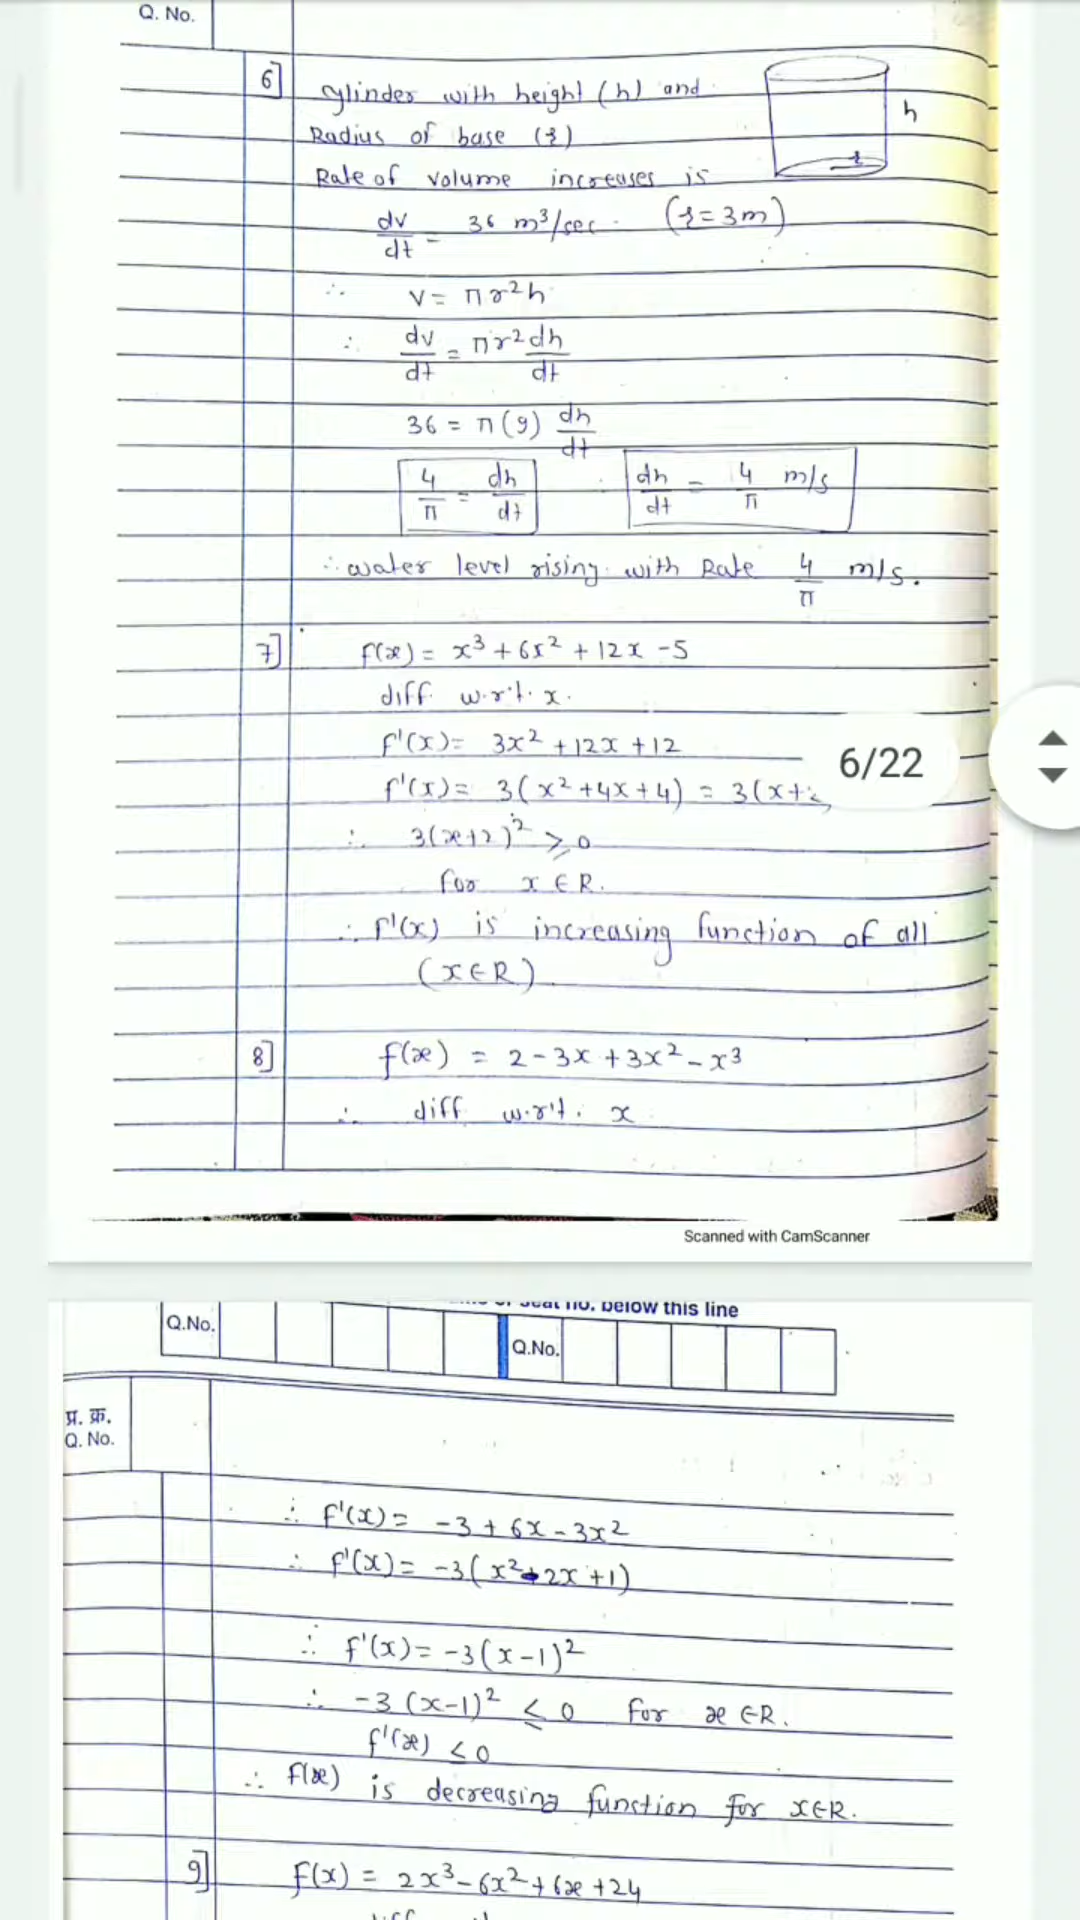 Q. No.
6] cylinder with height (h) and
h
Radius of base (r)
r
Rate of volume increases is
dv/dt = 36 m³/sec. (r=3m)
∴ V= πr²h
∴ dv/dt = πr² dh/dt
36 = π(9) dh/dt
4/π = dh/dt dh/dt = 4/π m/s
∴ water level rising with Rate 4/π m/s.
7] f(x) = x³ + 6x² + 12x -5
diff. w.r.t. x.
f'(x)= 3x² +12x +12
6/22
f'(x)= 3(x² +4x+4) = 3(x+
∴ 3(x+2)² ⩾ 0
for x ∈ R.
∴ f'(x) is increasing function of all
(x∈R)
8] f(x) = 2-3x +3x² - x³
∴ diff w.r.t. x
Scanned with CamScanner
seat no. below this line
Q.No.
Q.No.
प्र. क्र.
Q. No.
∴ f'(x)= -3 + 6x - 3x²
∴ f'(x)= -3(x²-2x+1)
∴ f'(x)= -3(x-1)²
∴ -3 (x-1)² ≤ 0 for x ∈R.
f'(x) ≤0
∴ f(x) is decreasing function for x∈R.
9] f(x) = 2x³-6x²+6x+24